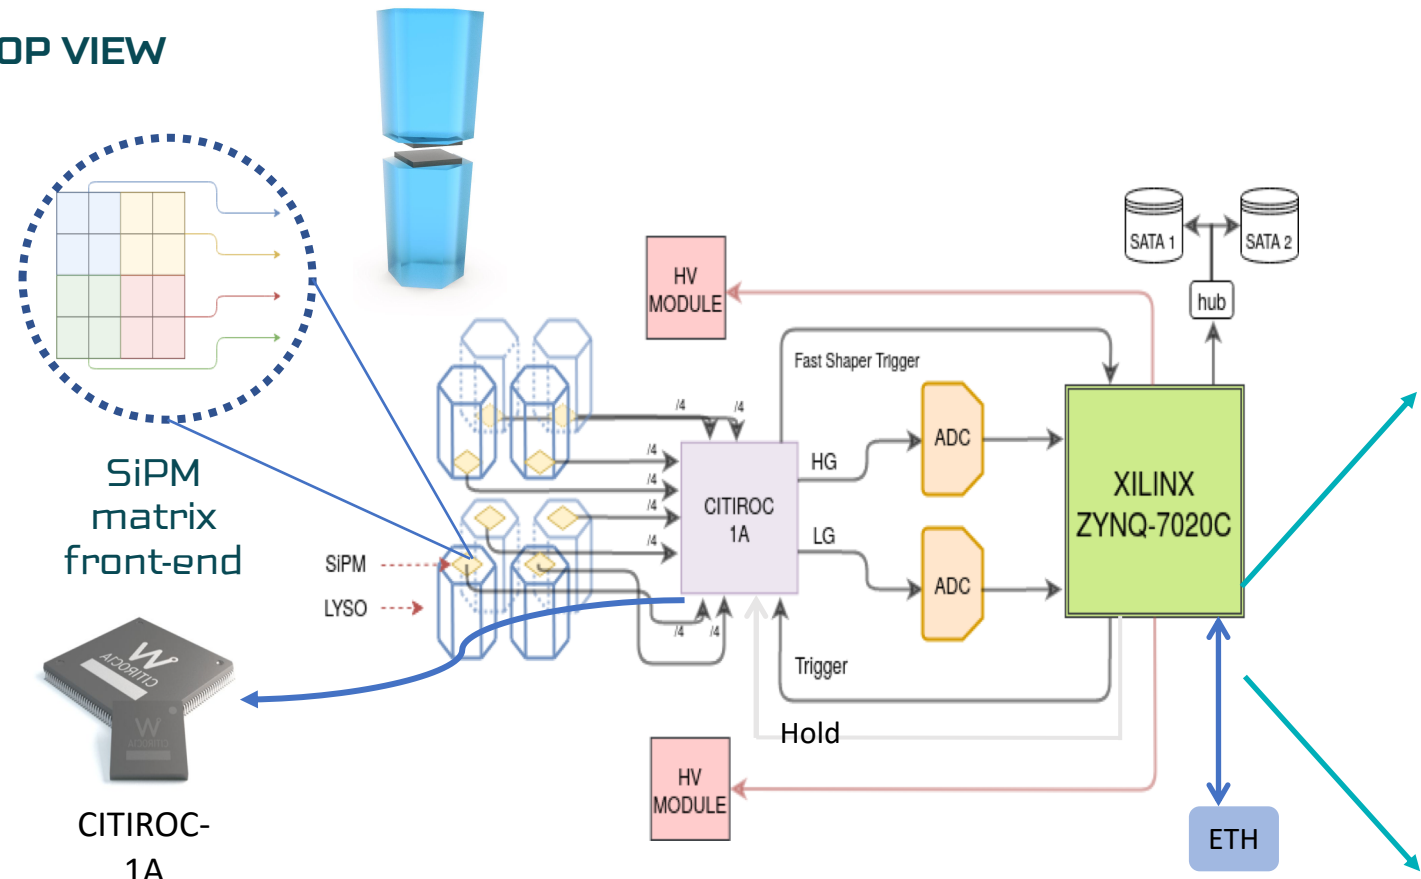 OP VIEW
SATA 1
SATA 2
HV
MODULE
hub
Fast Shaper Trigger
/4
/4
ADC
/4
HG
SiPM
matrix
front-end
/4
XILINX
ZYNQ-7020C
CITIROC
1A
/4
LG
/4
SiPM
ADC
LYSO
/4
/4
W
CITIROC1A
Trigger
W
Hold
HV
MODULE
CITIROC-
1A
ETH